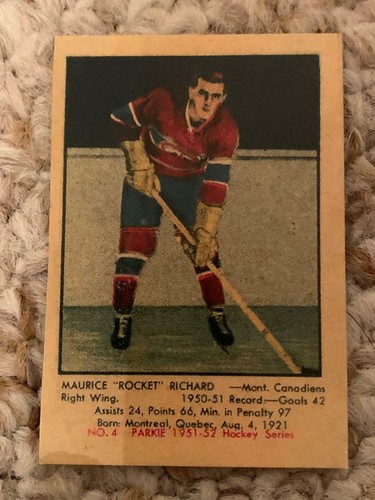 MAURICE "ROCKET" RICHARD —Mont. Canadiens
Right Wing. 1950-51 Record—Goals 42
Assists 24, Points 66, Min. in Penalty 97
Born: Montreal, Quebec, Aug. 4, 1921
NO. 4 PARKIE 1951-52 Hockey Series